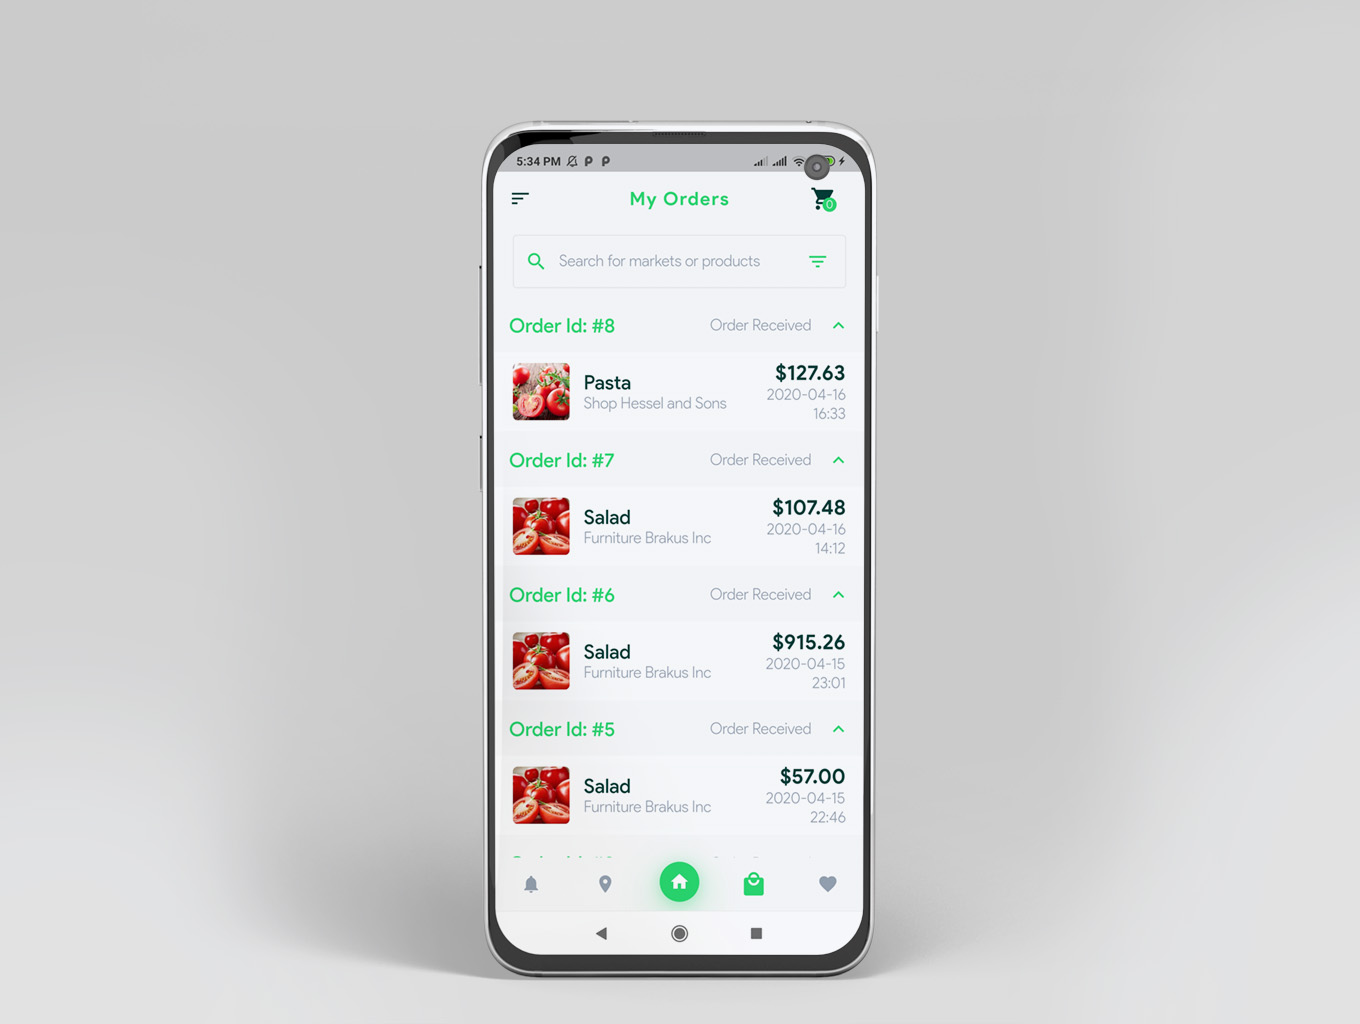 5:34 PM
My Orders
0
Search for markets or products
Order Id: #8 Order Received
Pasta $127.63
Shop Hessel and Sons 2020-04-16
16:33
Order Id: #7 Order Received
Salad $107.48
Furniture Brakus Inc 2020-04-16
14:12
Order Id: #6 Order Received
Salad $915.26
Furniture Brakus Inc 2020-04-15
23:01
Order Id: #5 Order Received
Salad $57.00
Furniture Brakus Inc 2020-04-15
22:46